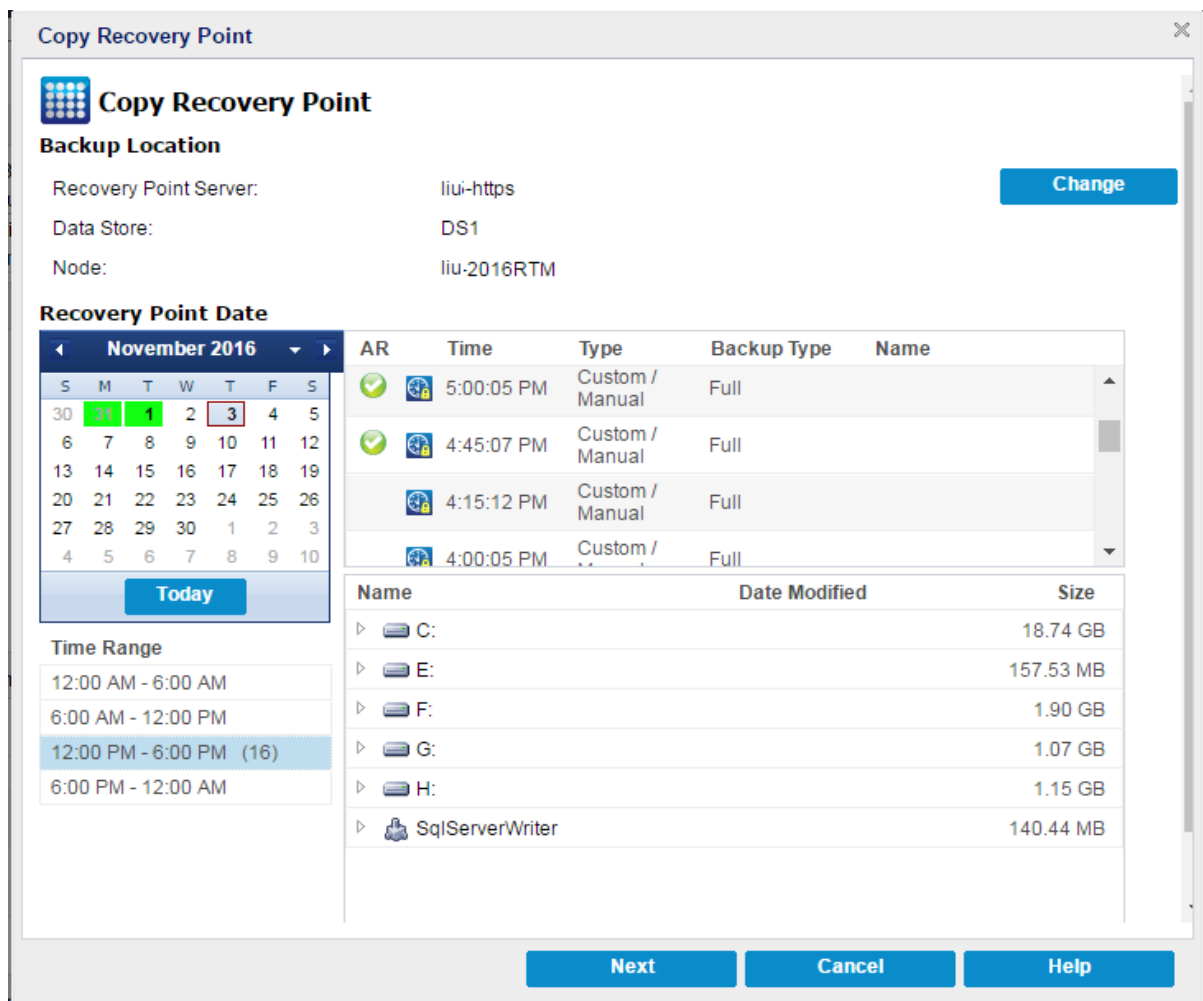 Copy Recovery Point
Copy Recovery Point
Backup Location
Recovery Point Server: liui-https
Change
Data Store: DS1
Node: liu-2016RTM
Recovery Point Date
November 2016
S M T W T F S
30 31 1 2 3 4 5
6 7 8 9 10 11 12
13 14 15 16 17 18 19
20 21 22 23 24 25 26
27 28 29 30 1 2 3
4 5 6 7 8 9 10
Today
Time Range
12:00 AM - 6:00 AM
6:00 AM - 12:00 PM
12:00 PM - 6:00 PM (16)
6:00 PM - 12:00 AM
AR Time Type Backup Type Name
5:00:05 PM Custom / Manual Full
4:45:07 PM Custom / Manual Full
4:15:12 PM Custom / Manual Full
4:00:05 PM Custom / Full
Name Date Modified Size
C: 18.74 GB
E: 157.53 MB
F: 1.90 GB
G: 1.07 GB
H: 1.15 GB
SqlServerWriter 140.44 MB
Next Cancel Help